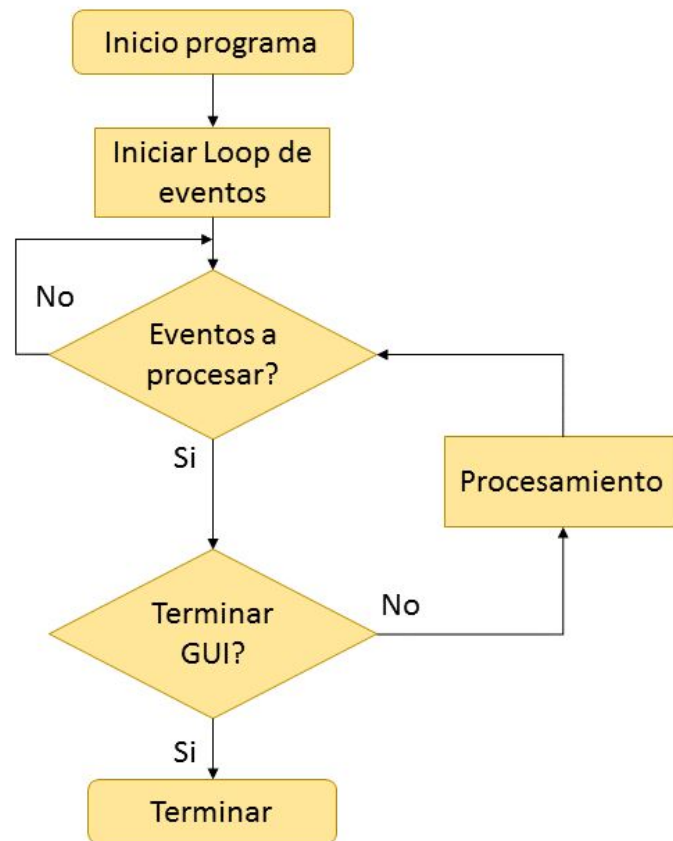 Inicio programa
Iniciar Loop de
eventos
No
Eventos a
procesar?
Si
Procesamiento
Terminar
GUI?
No
Si
Terminar